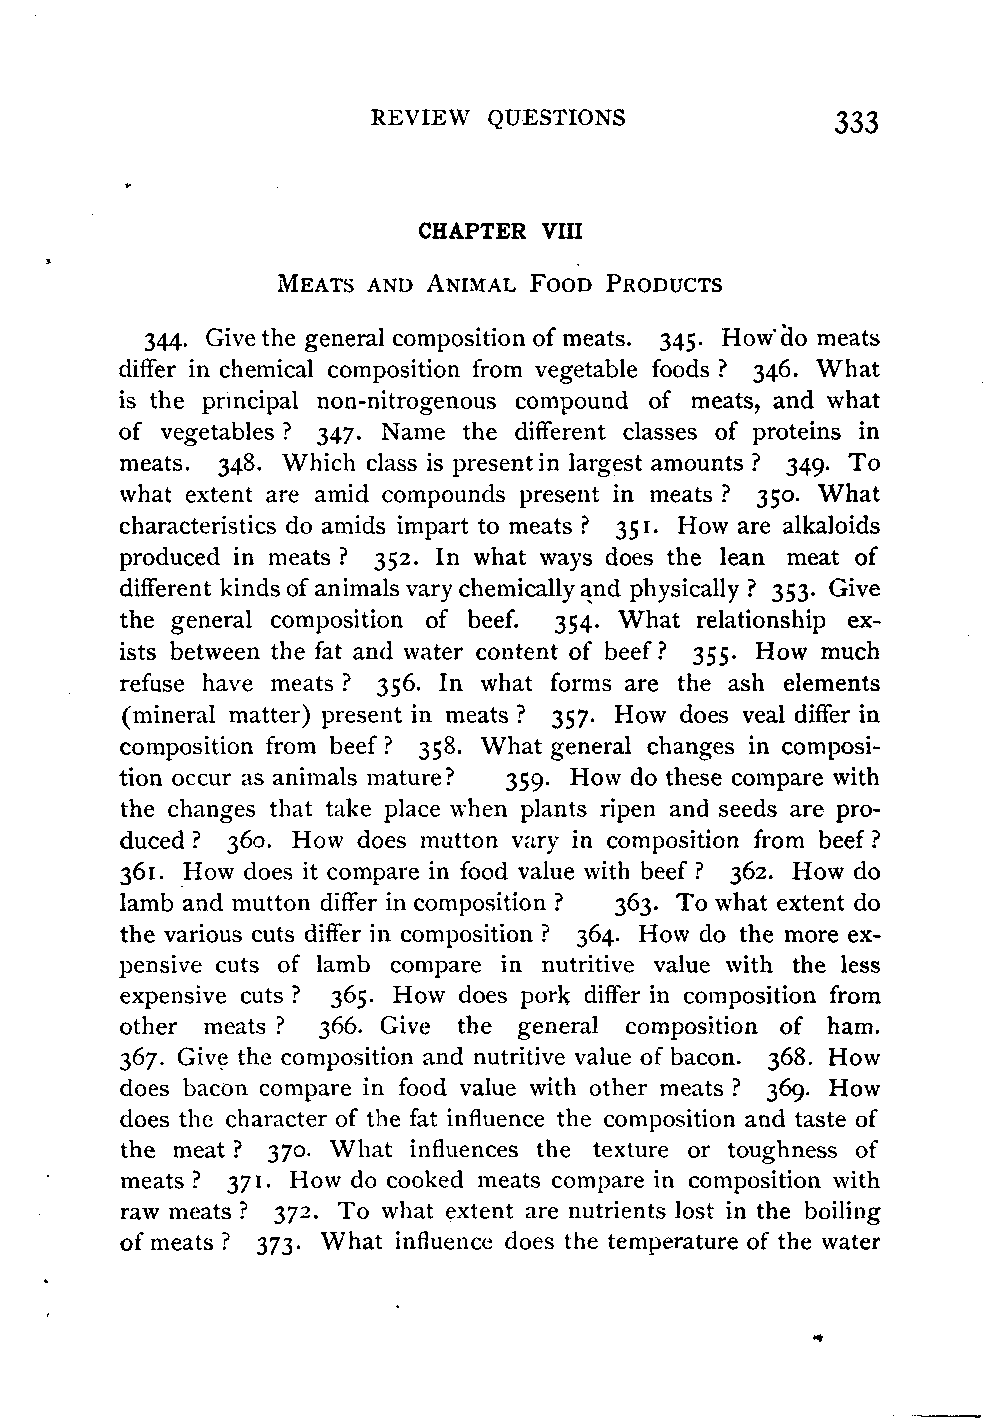 REVIEW QUESTIONS 333
CHAPTER VIII
MEATS AND ANIMAL FOOD PRODUCTS
344. Give the general composition of meats. 345. How do meats
differ in chemical composition from vegetable foods ? 346. What
is the principal non-nitrogenous compound of meats, and what
of vegetables ? 347. Name the different classes of proteins in
meats. 348. Which class is present in largest amounts ? 349. To
what extent are amid compounds present in meats ? 350. What
characteristics do amids impart to meats ? 351. How are alkaloids
produced in meats ? 352. In what ways does the lean meat of
different kinds of animals vary chemically and physically ? 353. Give
the general composition of beef. 354. What relationship ex-
ists between the fat and water content of beef ? 355. How much
refuse have meats ? 356. In what forms are the ash elements
(mineral matter) present in meats ? 357. How does veal differ in
composition from beef ? 358. What general changes in composi-
tion occur as animals mature? 359. How do these compare with
the changes that take place when plants ripen and seeds are pro-
duced ? 360. How does mutton vary in composition from beef ?
361. How does it compare in food value with beef ? 362. How do
lamb and mutton differ in composition ? 363. To what extent do
the various cuts differ in composition ? 364. How do the more ex-
pensive cuts of lamb compare in nutritive value with the less
expensive cuts ? 365. How does pork differ in composition from
other meats ? 366. Give the general composition of ham.
367. Give the composition and nutritive value of bacon. 368. How
does bacon compare in food value with other meats ? 369. How
does the character of the fat influence the composition and taste of
the meat ? 370. What influences the texture or toughness of
meats ? 371. How do cooked meats compare in composition with
raw meats ? 372. To what extent are nutrients lost in the boiling
of meats ? 373. What influence does the temperature of the water